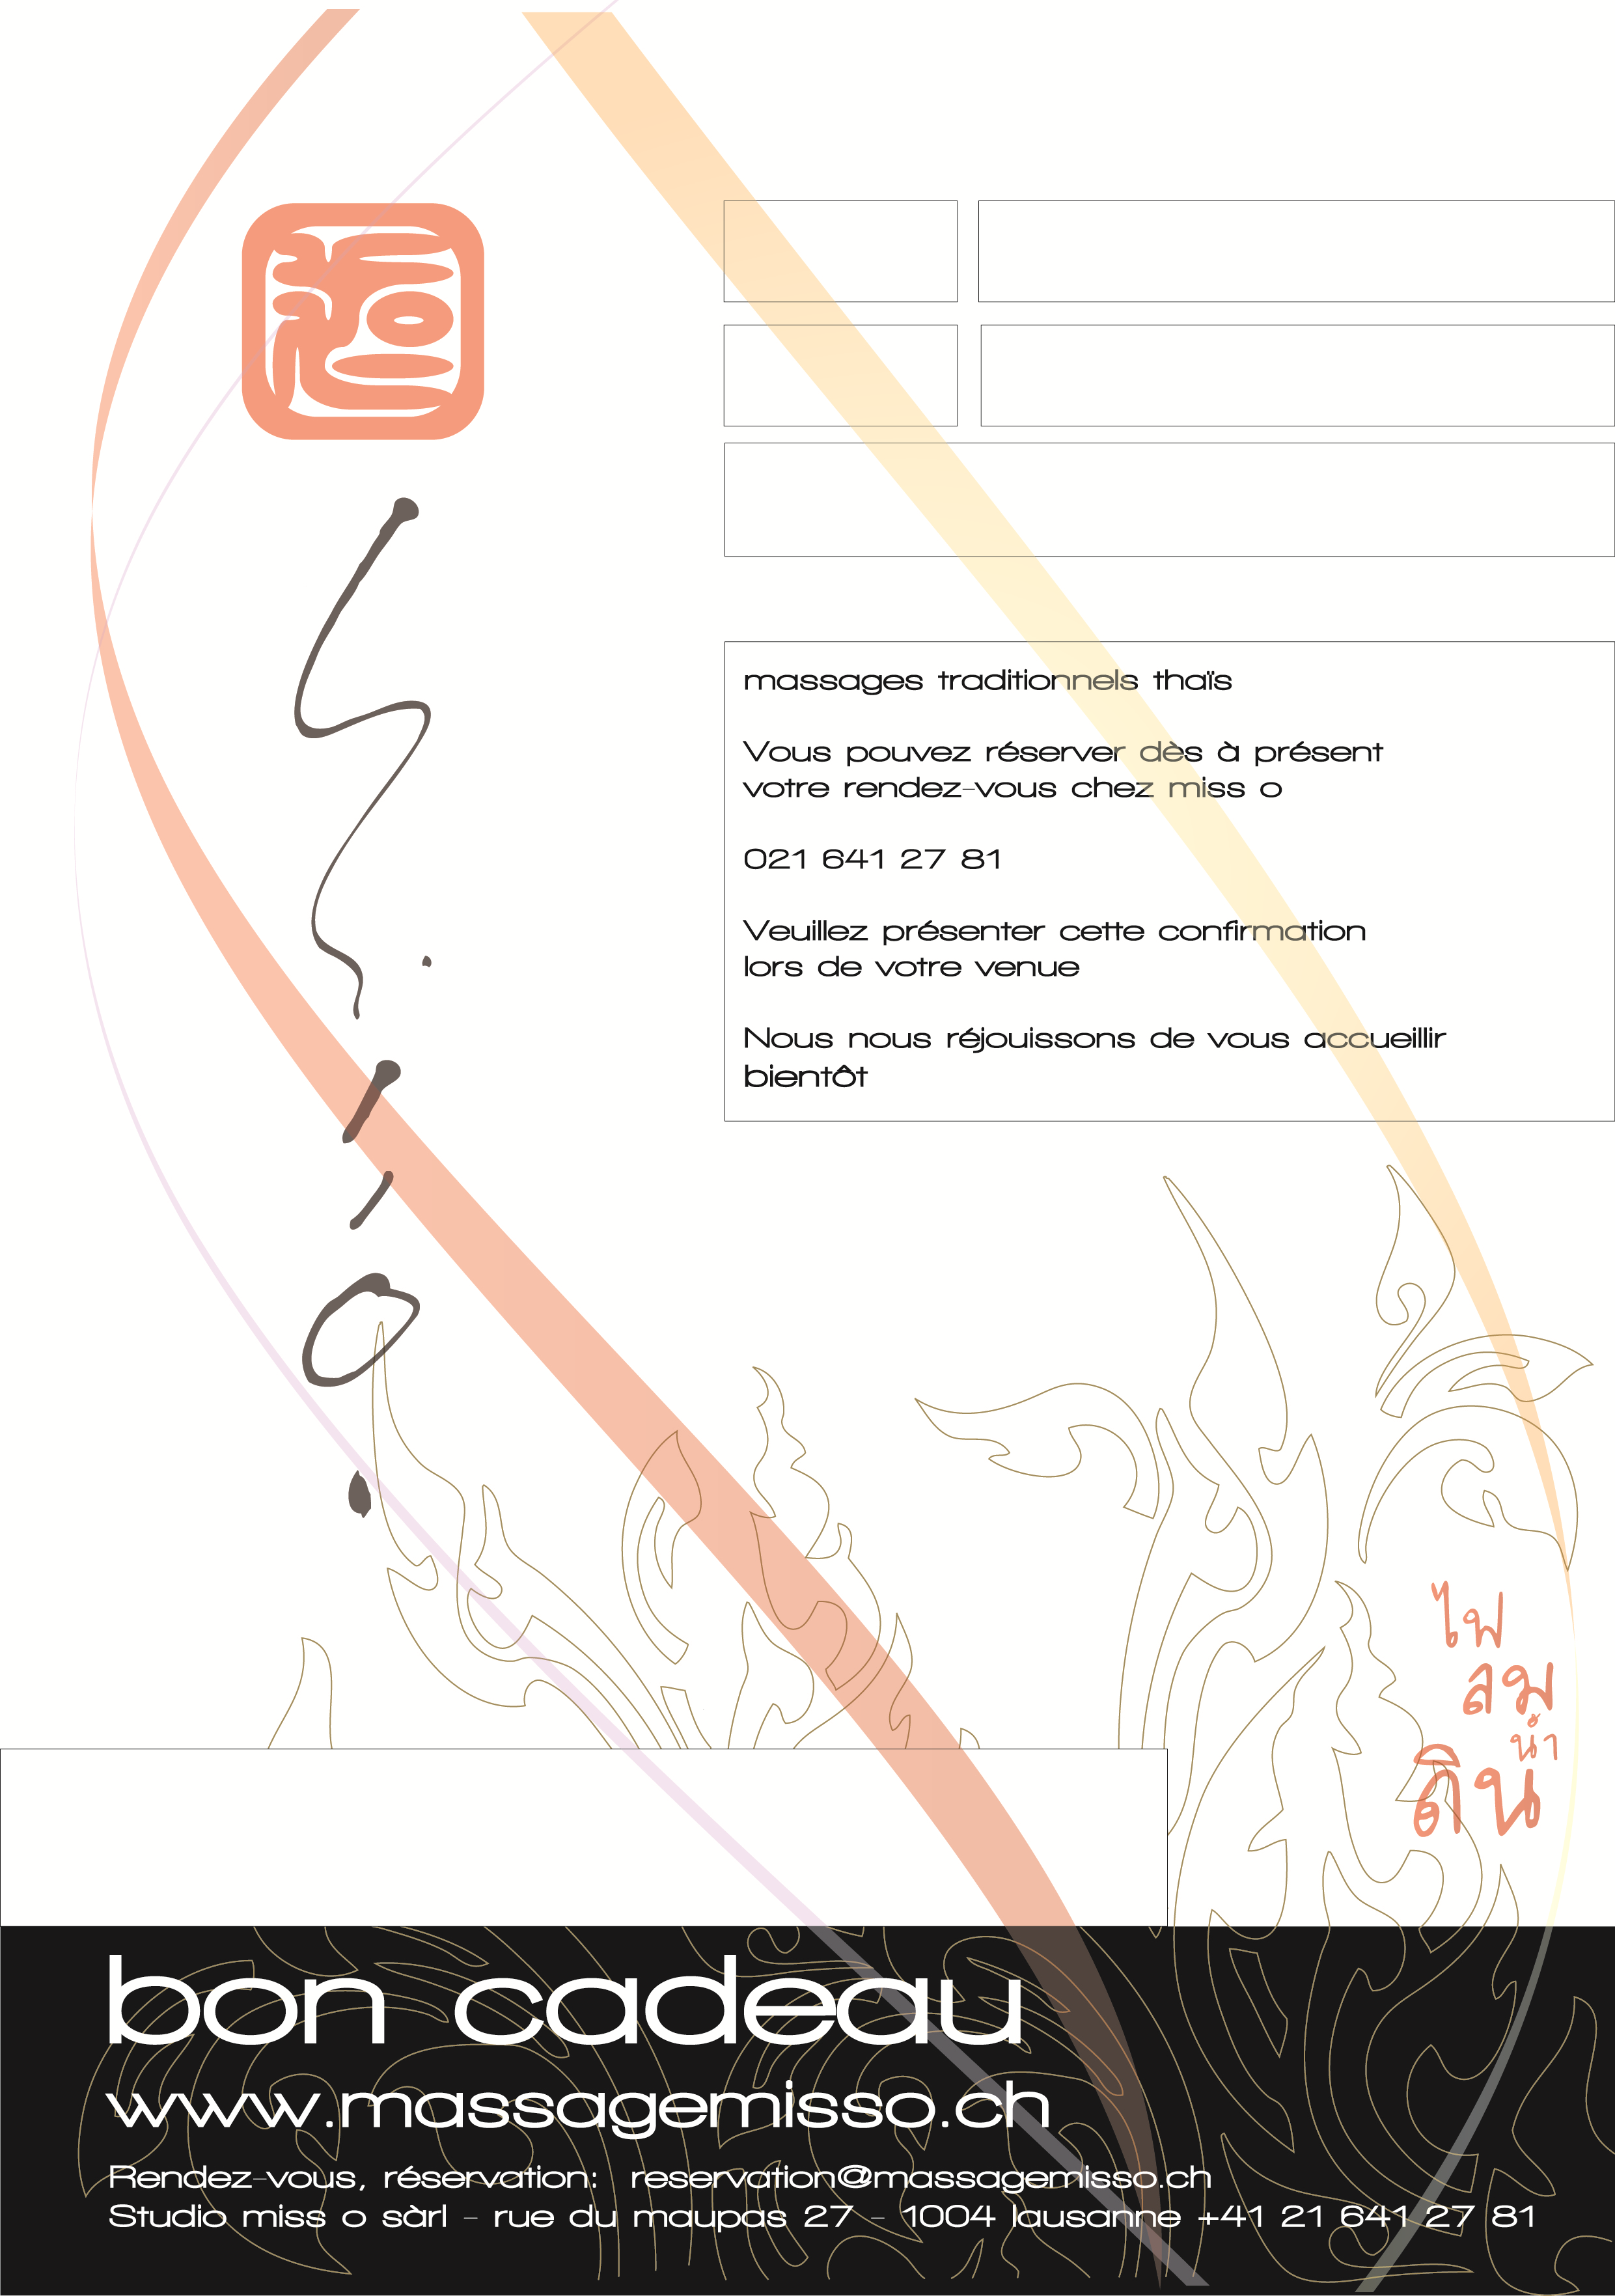 massages traditionnels thaïs
Vous pouvez réserver dès à présent
votre rendez-vous chez miss o
021 641 27 81
Veuillez présenter cette confirmation
lors de votre venue
Nous nous réjouissons de vous accueillir
bientôt
ไฟ
ลม
น้ำ
ดิน
bon cadeau
www.massagemisso.ch
Rendez-vous, réservation: reservation@massagemisso.ch
Studio miss o sàrl - rue du maupas 27 - 1004 lausanne +41 21 641 27 81